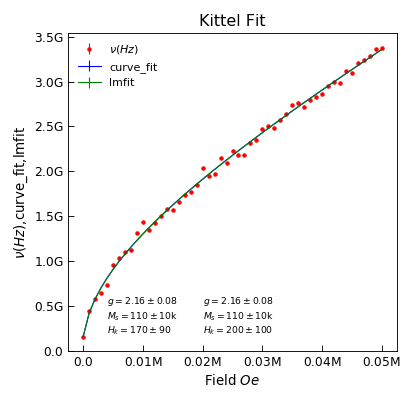 Kittel Fit
ν(Hz)
curve_fit
lmfit
3.5G
3.0G
2.5G
2.0G
1.5G
1.0G
0.5G
0.0
ν(Hz),curve_fit,lmfit
g = 2.16 ± 0.08
M_s = 110 ± 10k
H_k = 170 ± 90
g = 2.16 ± 0.08
M_s = 110 ± 10k
H_k = 200 ± 100
0.0 0.01M 0.02M 0.03M 0.04M 0.05M
Field Oe